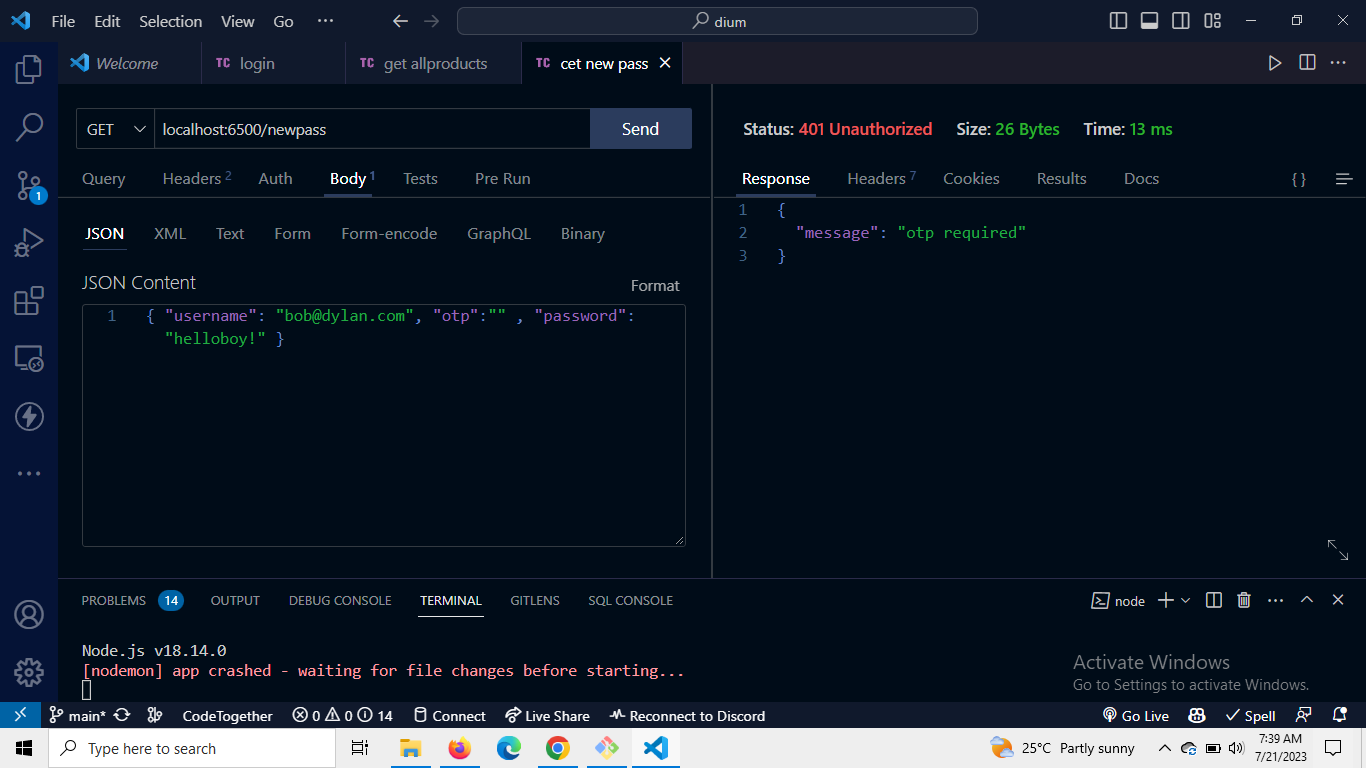 File Edit Selection View Go ··· dium
Welcome TC login TC get allproducts TC cet new pass
GET localhost:6500/newpass Send
Status: 401 Unauthorized Size: 26 Bytes Time: 13 ms
Query Headers 2 Auth Body 1 Tests Pre Run
Response Headers 7 Cookies Results Docs { }
JSON XML Text Form Form-encode GraphQL Binary
JSON Content Format
1 { "username": "bob@dylan.com", "otp":"" , "password":
"helloboy!" }
1 {
2 "message": "otp required"
3 }
1
PROBLEMS 14 OUTPUT DEBUG CONSOLE TERMINAL GITLENS SQL CONSOLE node
Node.js v18.14.0
[nodemon] app crashed - waiting for file changes before starting...
Activate Windows
Go to Settings to activate Windows.
main* CodeTogether 0 0 14 Connect Live Share Reconnect to Discord Go Live Spell
Type here to search 25°C Partly sunny 7:39 AM
7/21/2023